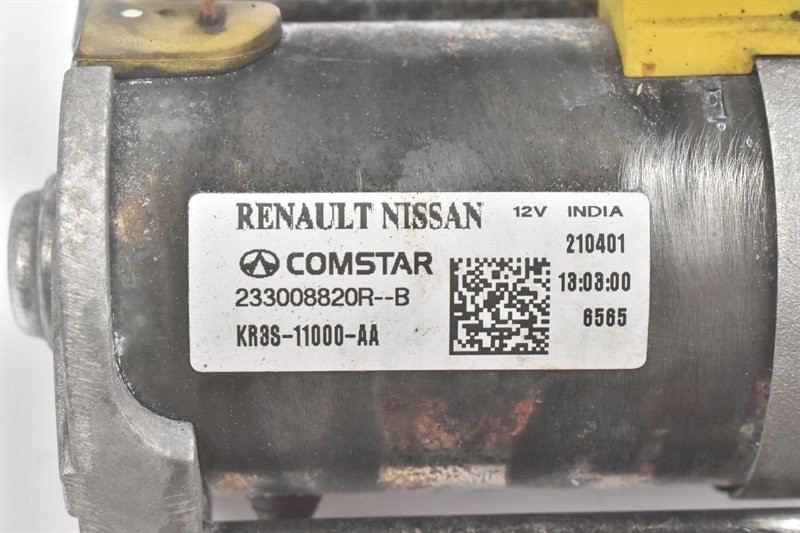 RENAULT NISSAN 12V INDIA
210401
COMSTAR
233008820R--B
13:03:00
KR3S-11000-AA
6565